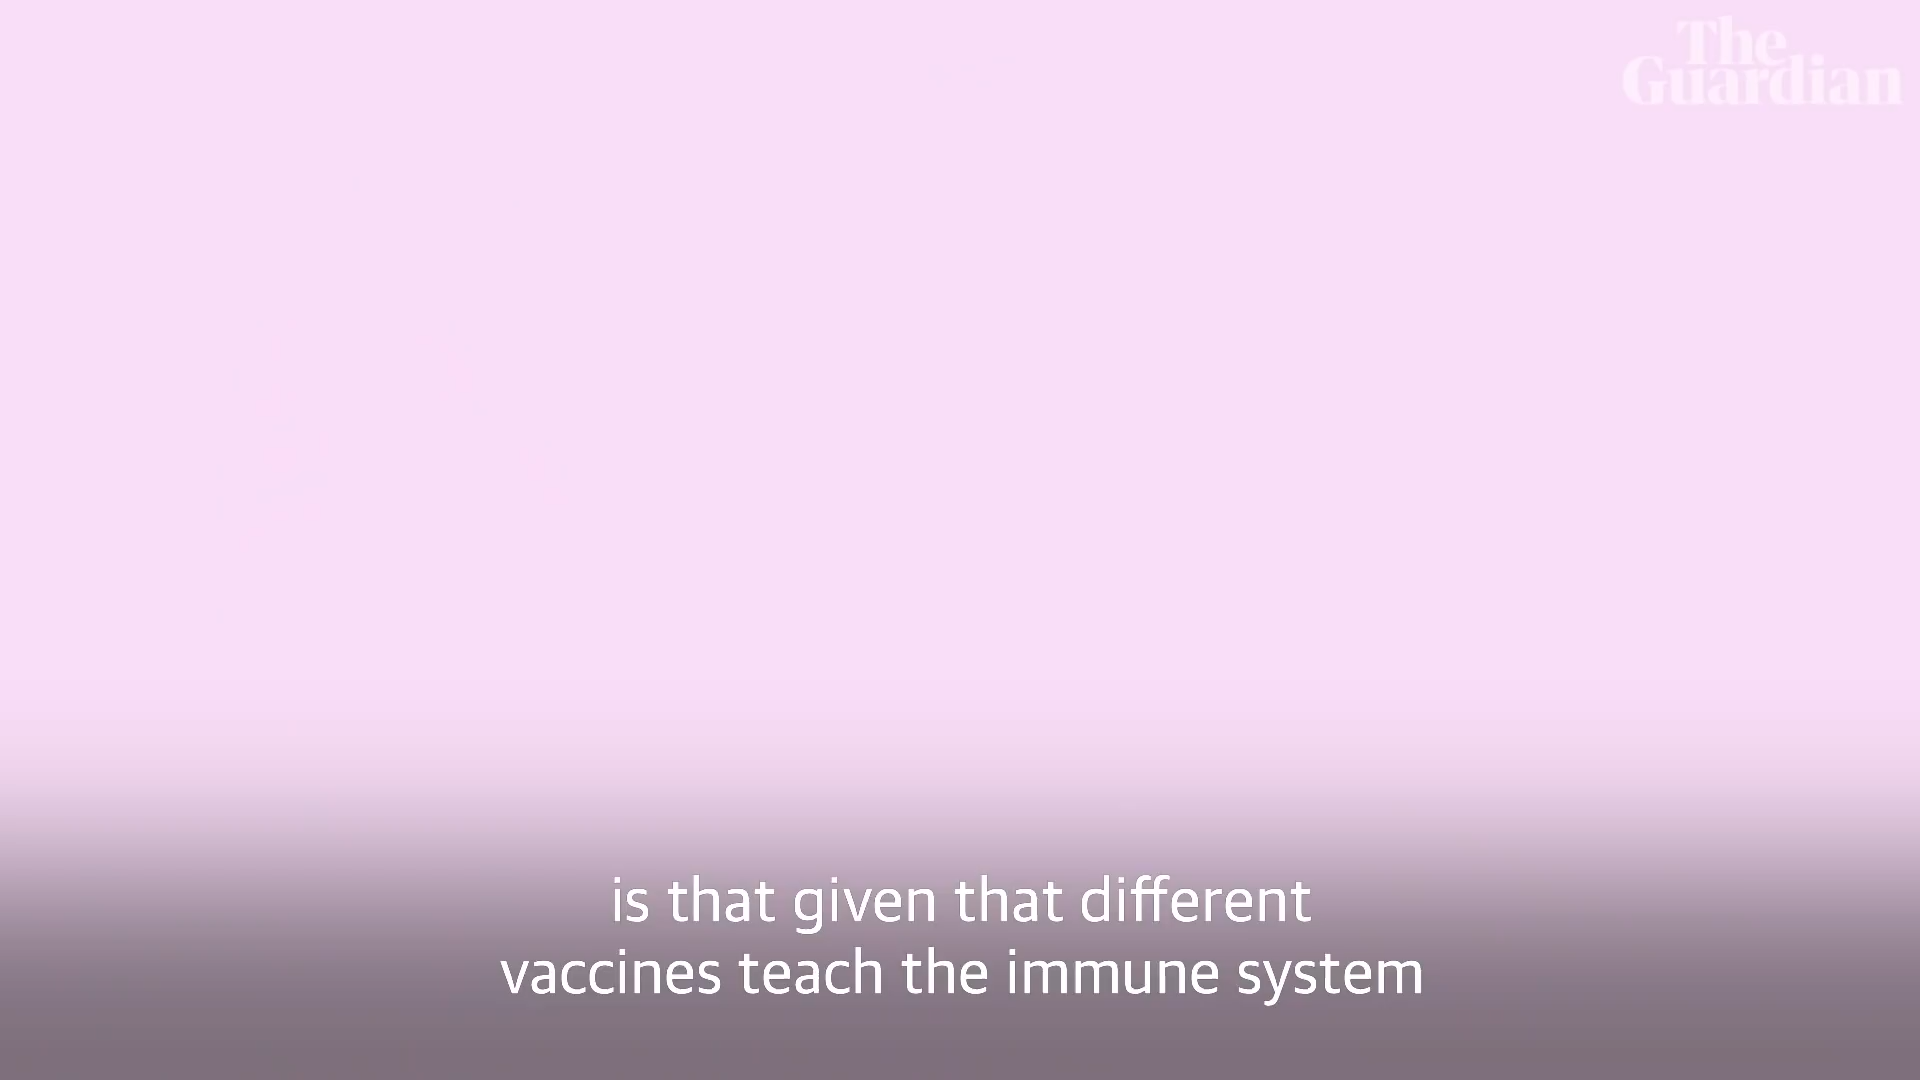 The
Guardian
is that given that different
vaccines teach the immune system